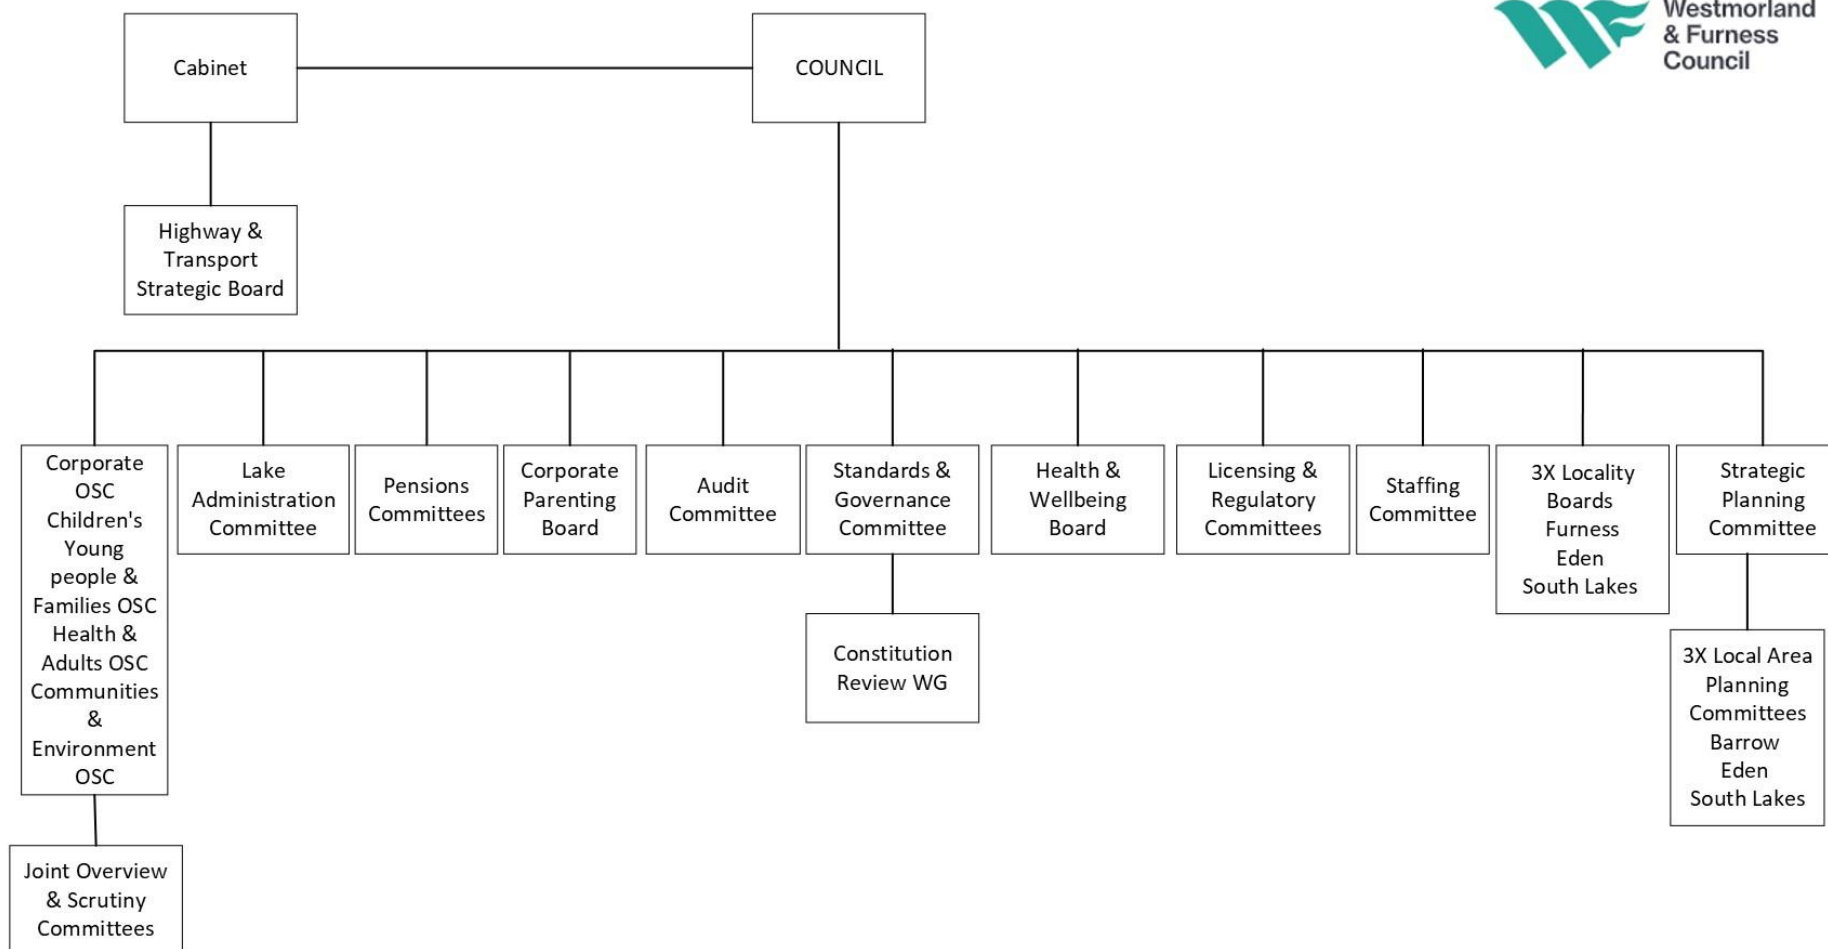 Westmorland
& Furness
Council
Cabinet
COUNCIL
Highway &
Transport
Strategic Board
Corporate
OSC
Children's
Young
people &
Families OSC
Health &
Adults OSC
Communities
&
Environment
OSC
Lake
Administration
Committee
Pensions
Committees
Corporate
Parenting
Board
Audit
Committee
Standards &
Governance
Committee
Health &
Wellbeing
Board
Licensing &
Regulatory
Committees
Staffing
Committee
3X Locality
Boards
Furness
Eden
South Lakes
Strategic
Planning
Committee
Constitution
Review WG
3X Local Area
Planning
Committees
Barrow
Eden
South Lakes
Joint Overview
& Scrutiny
Committees